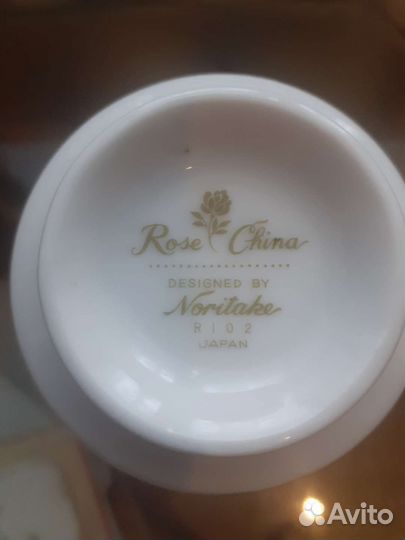 Rose China
DESIGNED BY
Noritake
R102
JAPAN
Avito